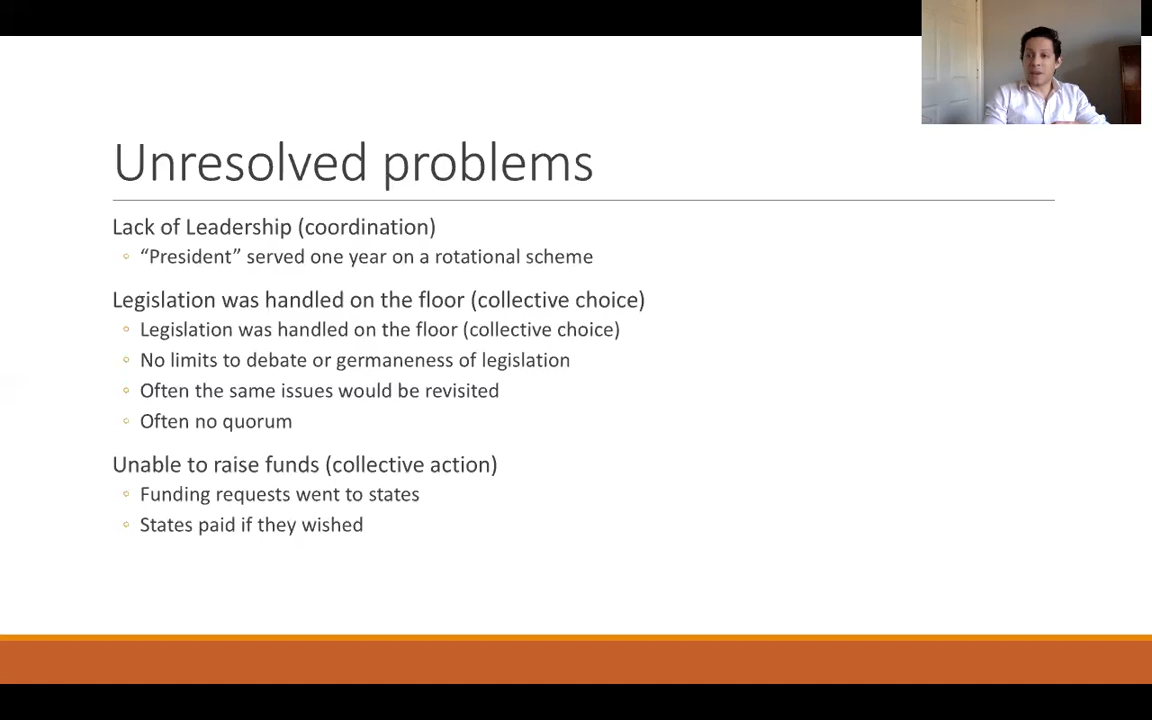 Unresolved problems
Lack of Leadership (coordination)
◦ “President” served one year on a rotational scheme
Legislation was handled on the floor (collective choice)
◦ Legislation was handled on the floor (collective choice)
◦ No limits to debate or germaneness of legislation
◦ Often the same issues would be revisited
◦ Often no quorum
Unable to raise funds (collective action)
◦ Funding requests went to states
◦ States paid if they wished